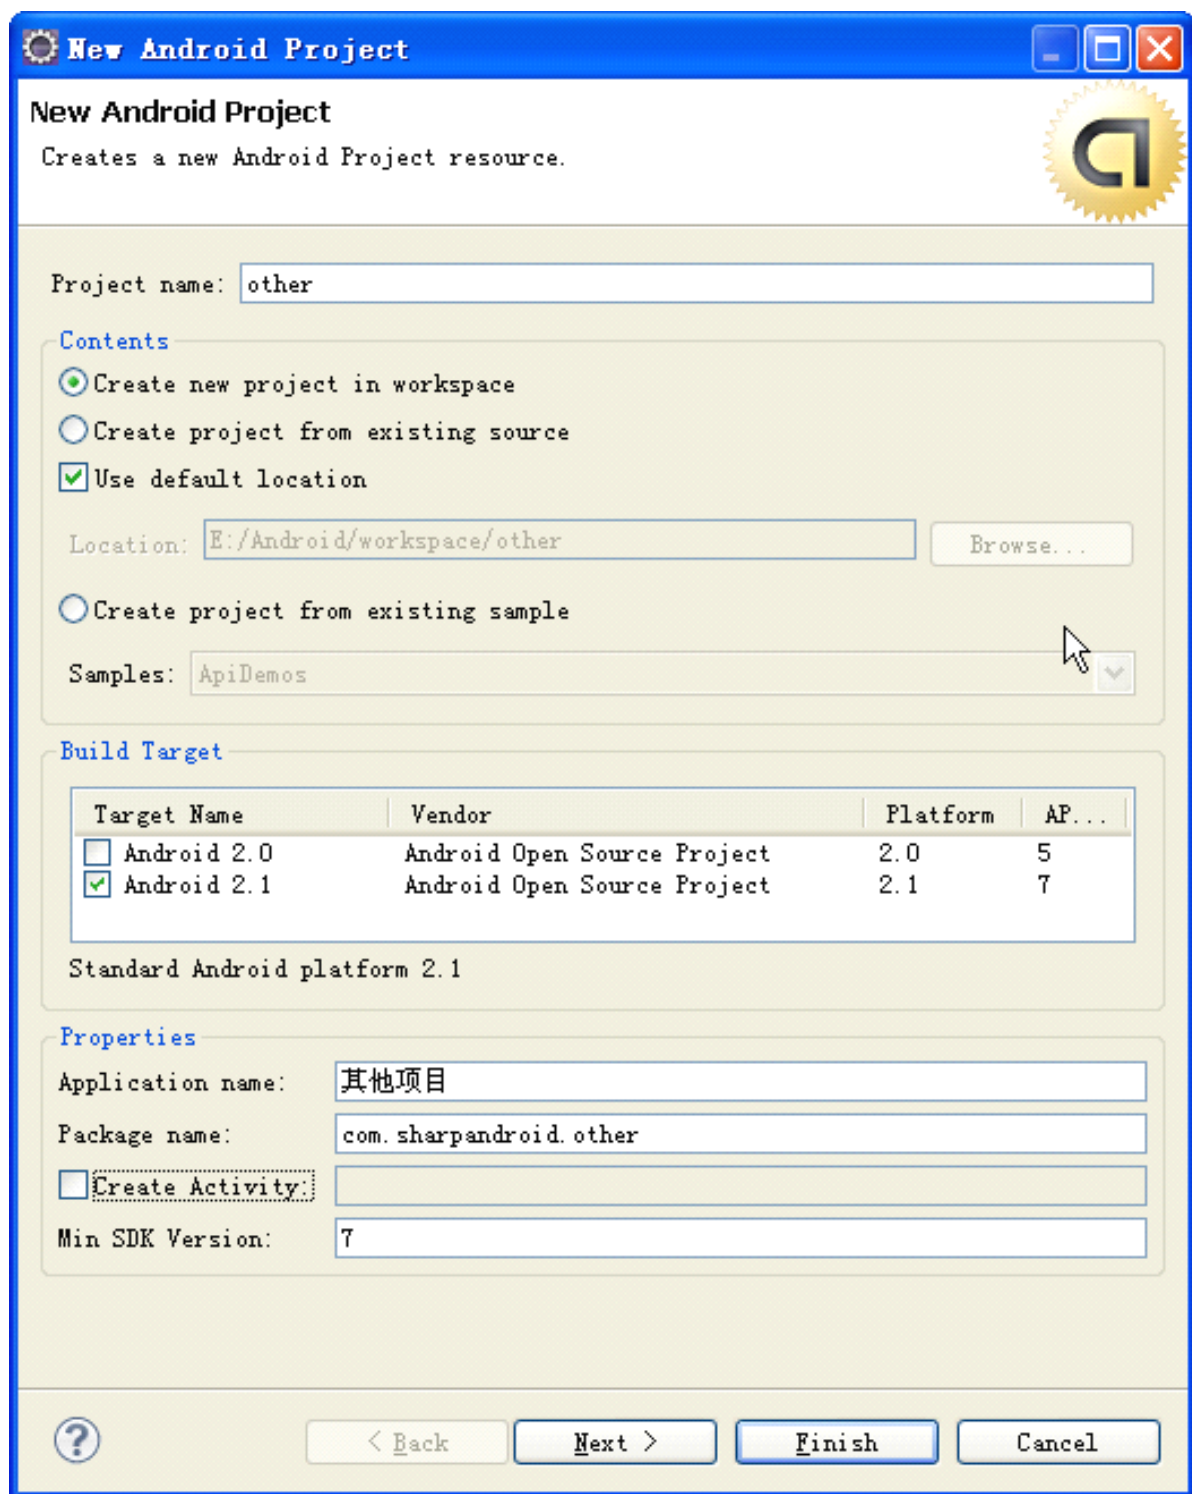 New Android Project
New Android Project
Creates a new Android Project resource.
Project name: other
Contents
Create new project in workspace
Create project from existing source
Use default location
Location: E:/Android/workspace/other Browse...
Create project from existing sample
Samples: ApiDemos
Build Target
Target Name Vendor Platform AP...
Android 2.0 Android Open Source Project 2.0 5
Android 2.1 Android Open Source Project 2.1 7
Standard Android platform 2.1
Properties
Application name: 其他项目
Package name: com.sharpandroid.other
Create Activity:
Min SDK Version: 7
? < Back Next > Finish Cancel